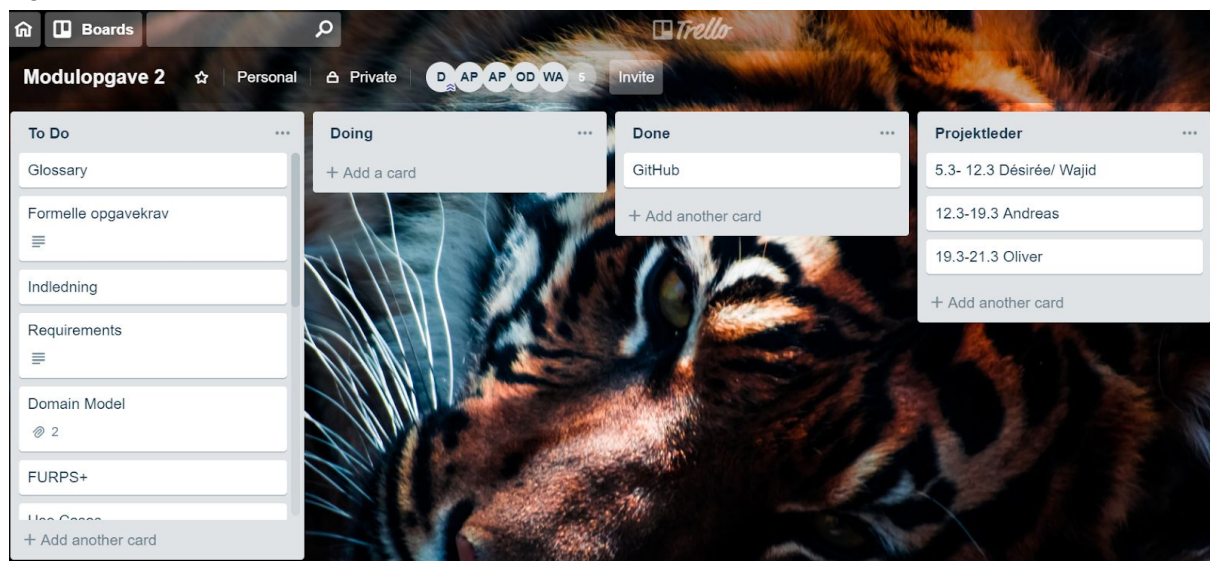 Boards
Trello
Modulopgave 2
Personal
Private
D AP AP OD WA 5
Invite
To Do
Glossary
Formelle opgavekrav
Indledning
Requirements
Domain Model
2
FURPS+
Use Cases
+ Add another card
Doing
+ Add a card
Done
GitHub
+ Add another card
Projektleder
5.3- 12.3 Désirée/ Wajid
12.3-19.3 Andreas
19.3-21.3 Oliver
+ Add another card